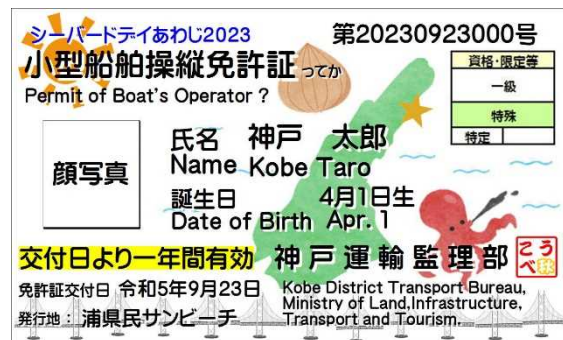 シーバードデイあわじ2023
第20230923000号
小型船舶操縦免許証ってか
Permit of Boat's Operator ?
資格・限定等
一級
特殊
特定
顔写真
氏名 神戸 太郎
Name Kobe Taro
誕生日 4月1日生
Date of Birth Apr. 1
交付日より一年間有効 神戸運輸監理部
こうべ
免許証交付日 令和5年9月23日
発行地: 浦県民サンビーチ
Kobe District Transport Bureau,
Ministry of Land,Infrastructure,
Transport and Tourism.